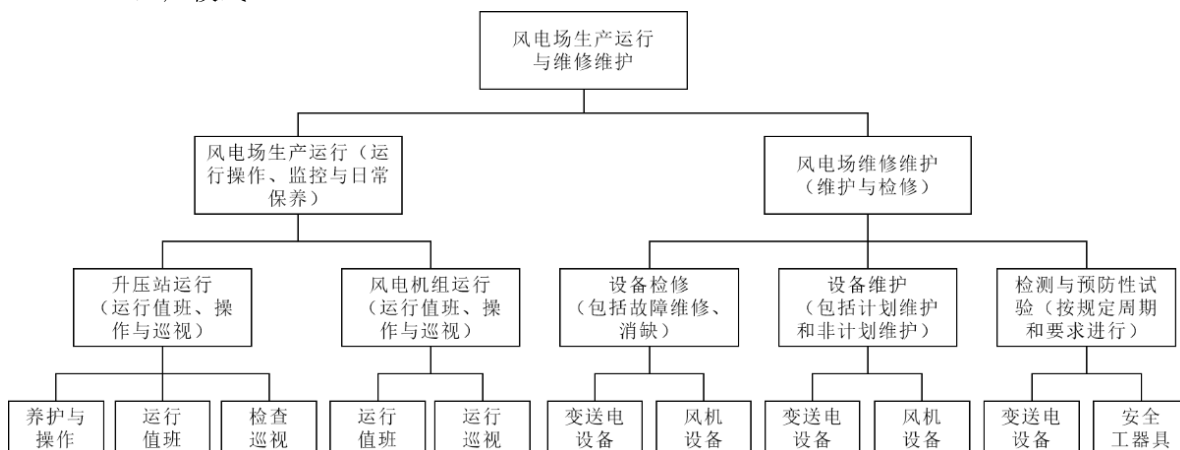 风电场生产运行
与维修维护
风电场生产运行（运
行操作、监控与日常
保养）
风电场维修维护
（维护与检修）
升压站运行
（运行值班、操
作与巡视）
风电机组运行
（运行值班、操
作与巡视）
设备检修
（包括故障维修、
消缺）
设备维护
（包括计划维护
和非计划维护）
检测与预防性试
验（按规定周期
和要求进行）
养护与
操作
运行
值班
检查
巡视
运行
值班
运行
巡视
变送电
设备
风机
设备
变送电
设备
风机
设备
变送电
设备
安全
工器具